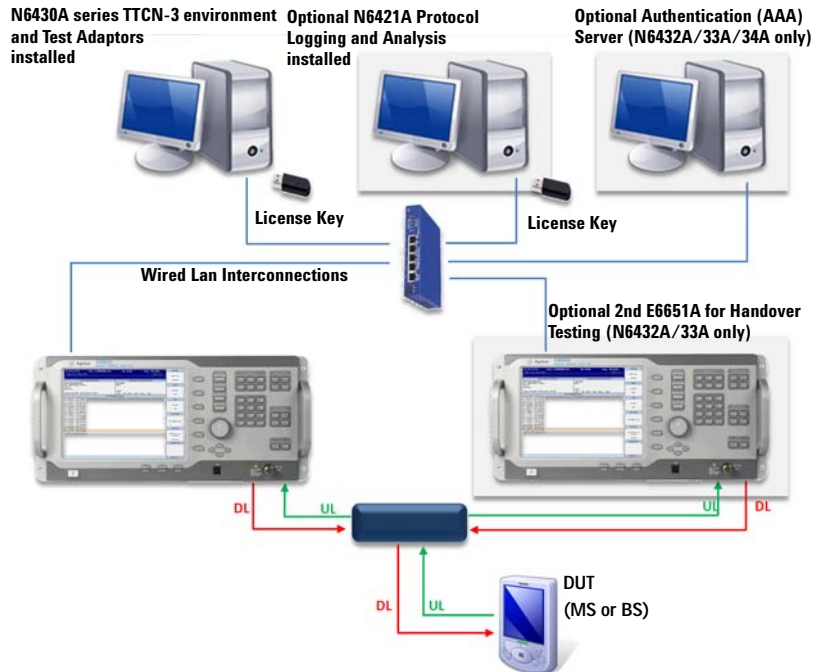 N6430A series TTCN-3 environment
and Test Adaptors
installed
Optional N6421A Protocol
Logging and Analysis
installed
Optional Authentication (AAA)
Server (N6432A/33A/34A only)
License Key
License Key
Wired Lan Interconnections
Optional 2nd E6651A for Handover
Testing (N6432A/33A only)
Agilent
Agilent
DL
UL
UL
DL
DL
UL
DUT
(MS or BS)